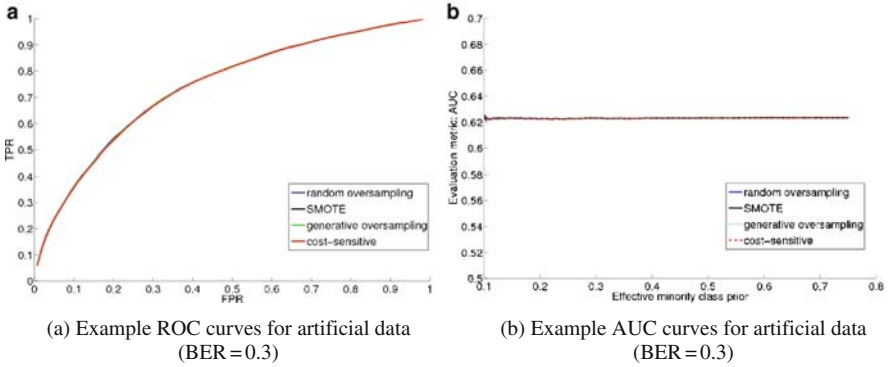 a
1
0.9
0.8
0.7
0.6
0.5
0.4
0.3
0.2
0.1
0
TPR
0 0.1 0.2 0.3 0.4 0.5 0.6 0.7 0.8 0.9 1
FPR
random oversampling
SMOTE
generative oversampling
cost-sensitive
(a) Example ROC curves for artificial data
(BER = 0.3)
b
0.7
0.68
0.66
0.64
0.62
0.6
0.58
0.56
0.54
0.52
0.5
Evaluation metric: AUC
0.1 0.2 0.3 0.4 0.5 0.6 0.7 0.8
Effective minority class prior
random oversampling
SMOTE
generative oversampling
cost-sensitive
(b) Example AUC curves for artificial data
(BER = 0.3)